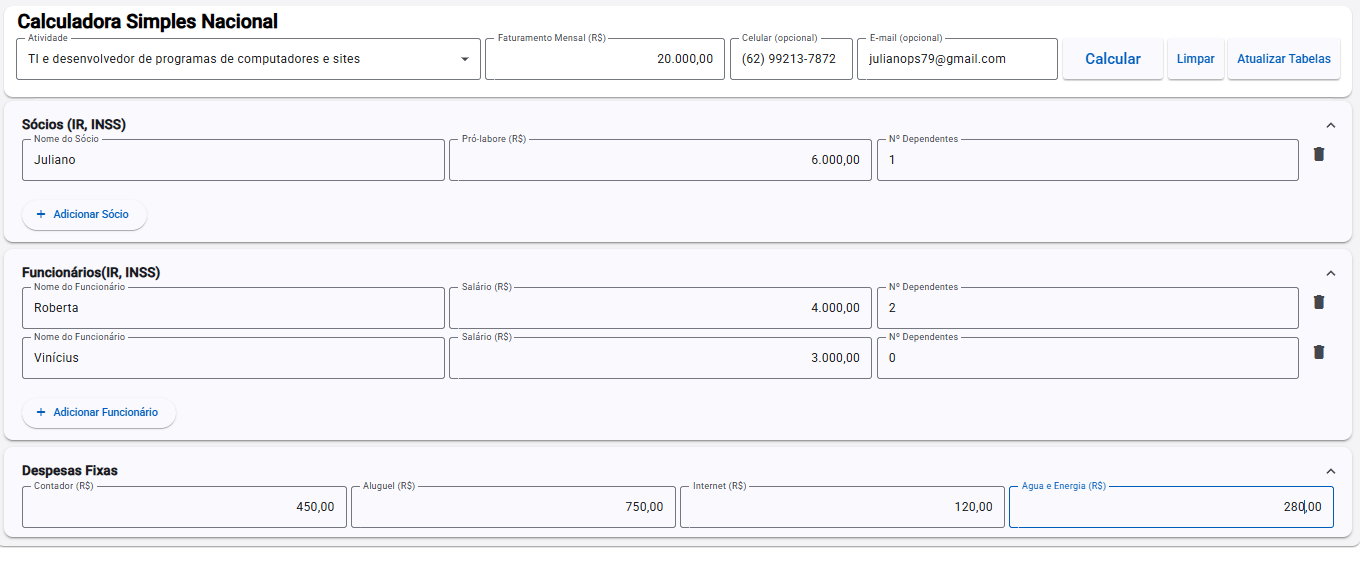 Calculadora Simples Nacional
Atividade
TI e desenvolvedor de programas de computadores e sites
Faturamento Mensal (R$)
20.000,00
Celular (opcional)
(62) 99213-7872
E-mail (opcional)
julianops79@gmail.com
Calcular
Limpar
Atualizar Tabelas
Sócios (IR, INSS)
Nome do Sócio
Juliano
Pró-labore (R$)
6.000,00
Nº Dependentes
1
+ Adicionar Sócio
Funcionários(IR, INSS)
Nome do Funcionário
Roberta
Salário (R$)
4.000,00
Nº Dependentes
2
Nome do Funcionário
Vinícius
Salário (R$)
3.000,00
Nº Dependentes
0
+ Adicionar Funcionário
Despesas Fixas
Contador (R$)
450,00
Aluguel (R$)
750,00
Internet (R$)
120,00
Agua e Energia (R$)
280,00